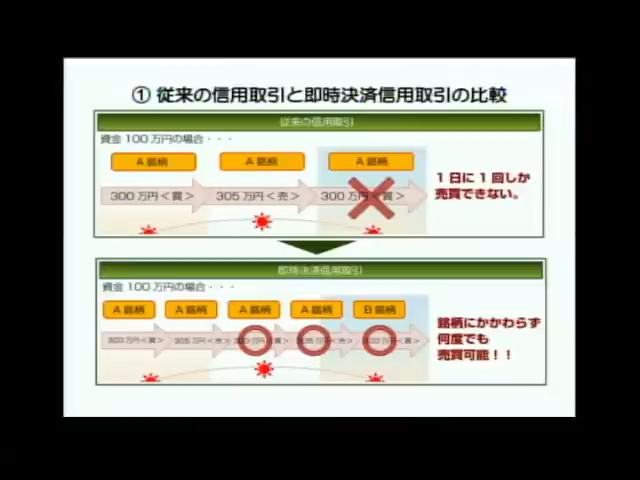 ① 従来の信用取引と即時決済信用取引の比較
従来の信用取引
資金 100 万円の場合・・・
A 銘柄 A 銘柄 A 銘柄
300 万円＜買＞ 305 万円＜売＞ 300 万円＜買＞
1 日に 1 回しか
売買できない。
即時決済信用取引
資金 100 万円の場合・・・
A 銘柄 A 銘柄 A 銘柄 A 銘柄 B 銘柄
300 万円＜買＞ 305 万円＜売＞
銘柄にかかわらず
何度でも
売買可能！！